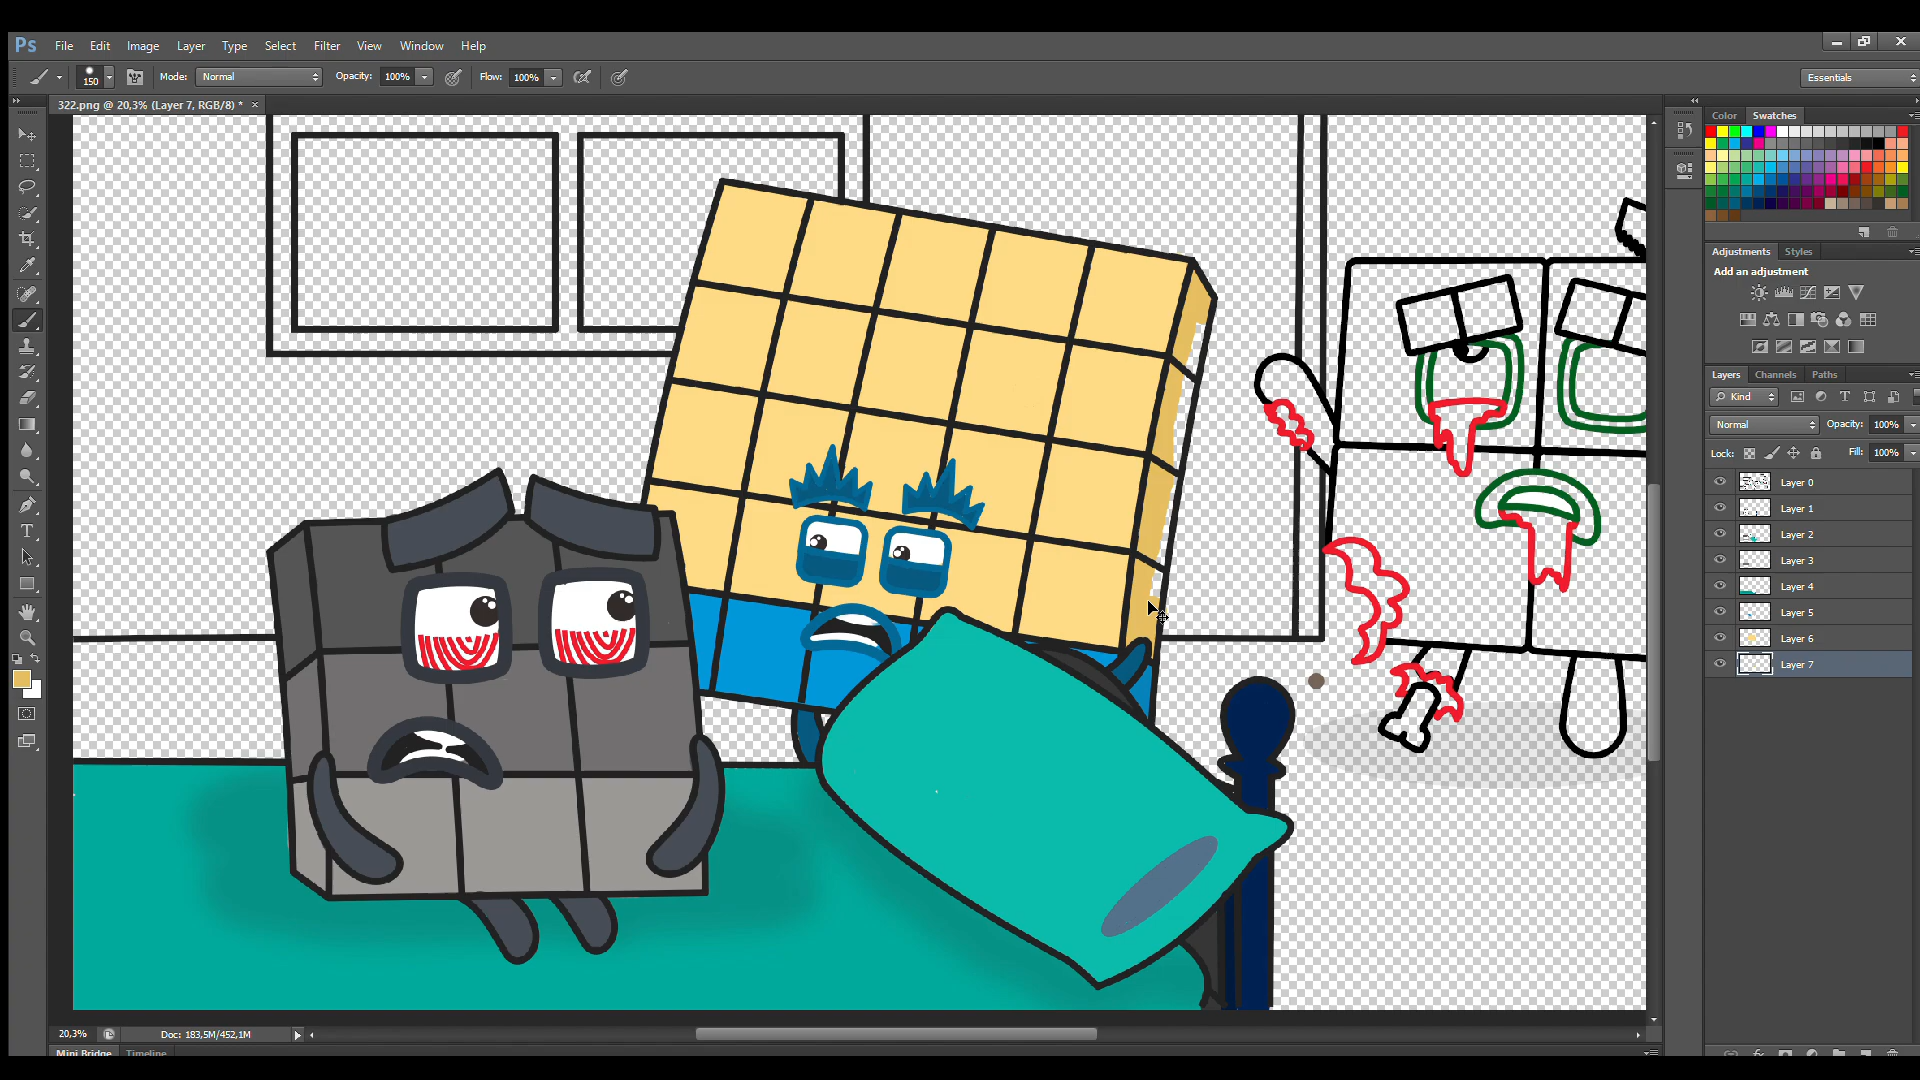 Ps File Edit Image Layer Type Select Filter View Window Help
150 Mode: Normal Opacity: 100% Flow: 100% Essentials
322.png @ 20,3% (Layer 7, RGB/8) * ×
Color Swatches
Adjustments Styles
Add an adjustment
Layers Channels Paths
Kind
Normal Opacity: 100%
Lock: Fill: 100%
Layer 0
Layer 1
Layer 2
Layer 3
Layer 4
Layer 5
Layer 6
Layer 7
20,3% Doc: 183,5M/452,1M
Mini Bridge Timeline